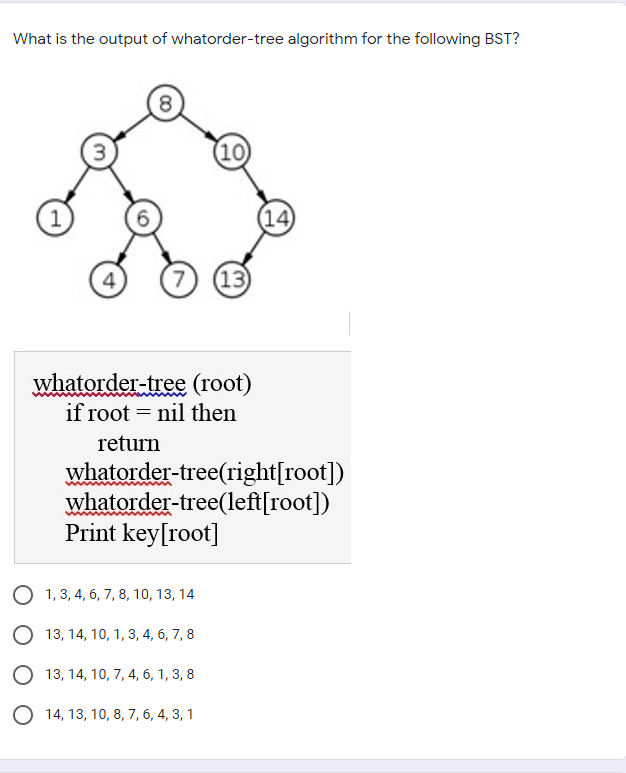 What is the output of whatorder-tree algorithm for the following BST?
8
3
10
1
6
14
4
7
13
whatorder-tree (root)
if root = nil then
return
whatorder-tree(right[root])
whatorder-tree(left[root])
Print key[root]
1, 3, 4, 6, 7, 8, 10, 13, 14
13, 14, 10, 1, 3, 4, 6, 7, 8
13, 14, 10, 7, 4, 6, 1, 3, 8
14, 13, 10, 8, 7, 6, 4, 3, 1